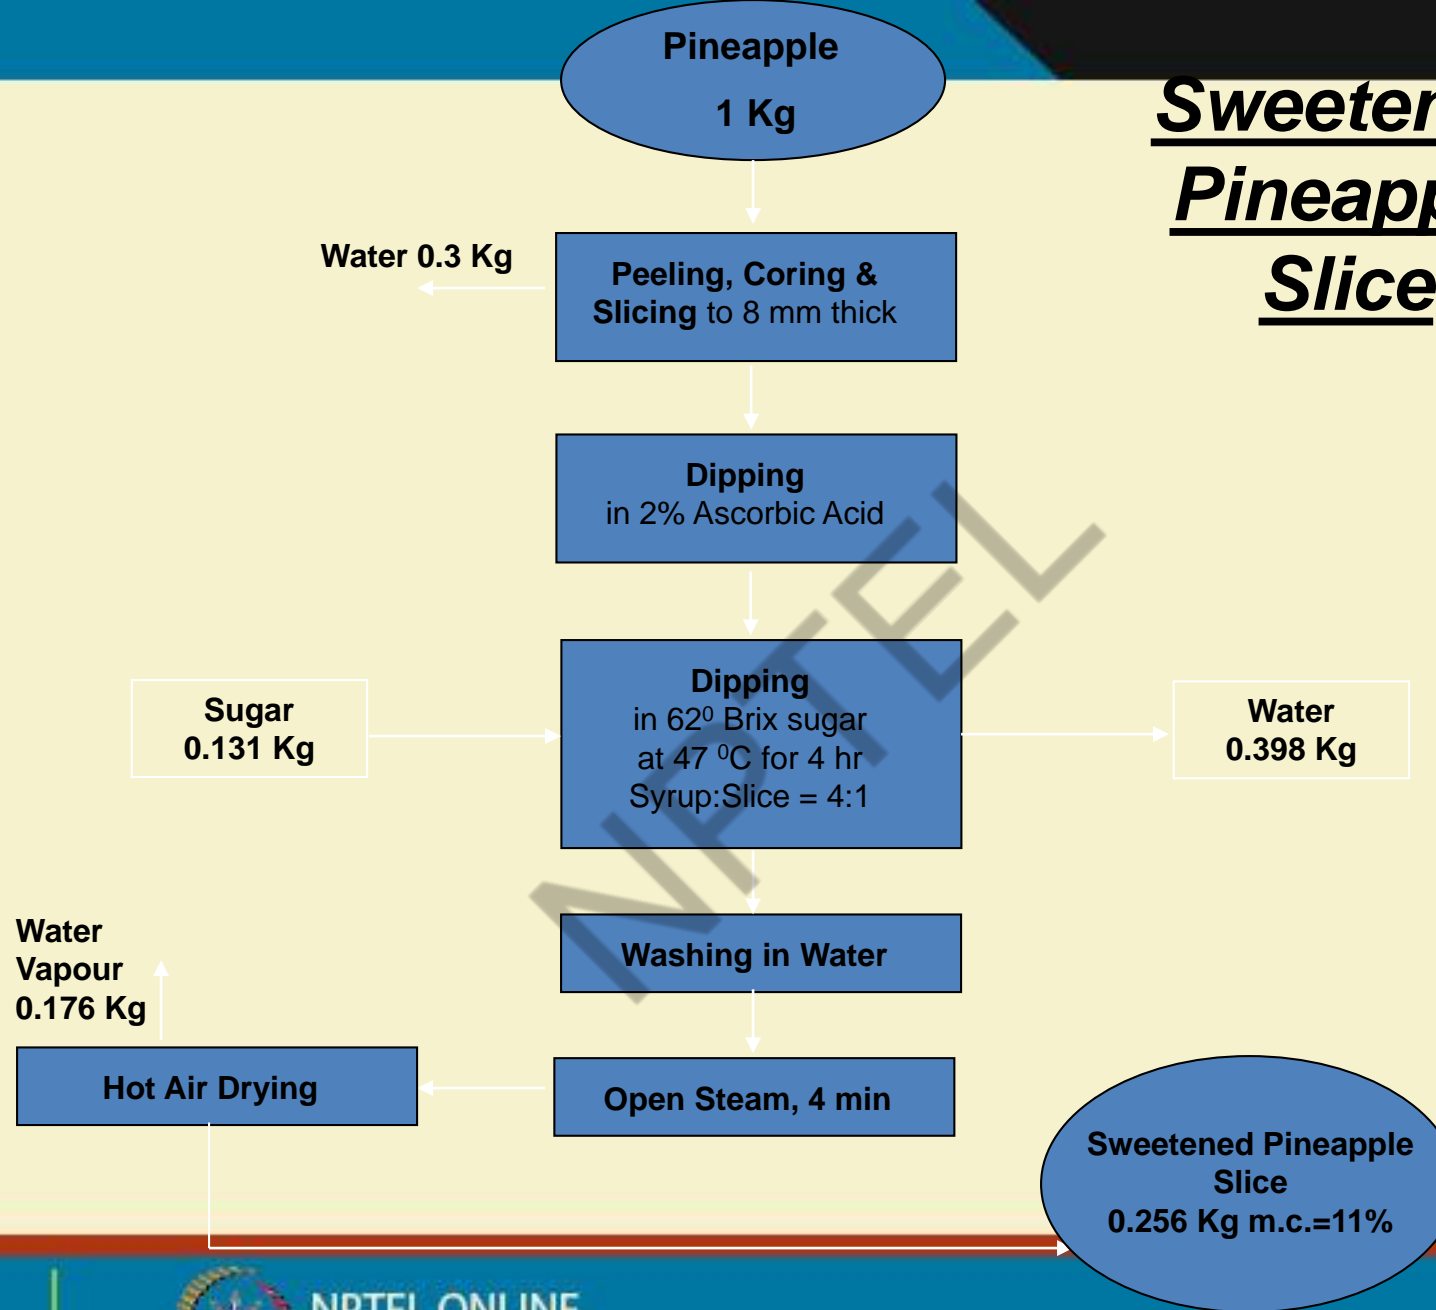 Pineapple
1 Kg
Water 0.3 Kg
Peeling, Coring &
Slicing to 8 mm thick
Dipping
in 2% Ascorbic Acid
Sugar
0.131 Kg
Dipping
in 62⁰ Brix sugar
at 47 ⁰C for 4 hr
Syrup:Slice = 4:1
Water
0.398 Kg
Washing in Water
Open Steam, 4 min
Water
Vapour
0.176 Kg
Hot Air Drying
Sweetened Pineapple
Slice
0.256 Kg m.c.=11%
Slice
NPTEL
NPTEL ONLINE